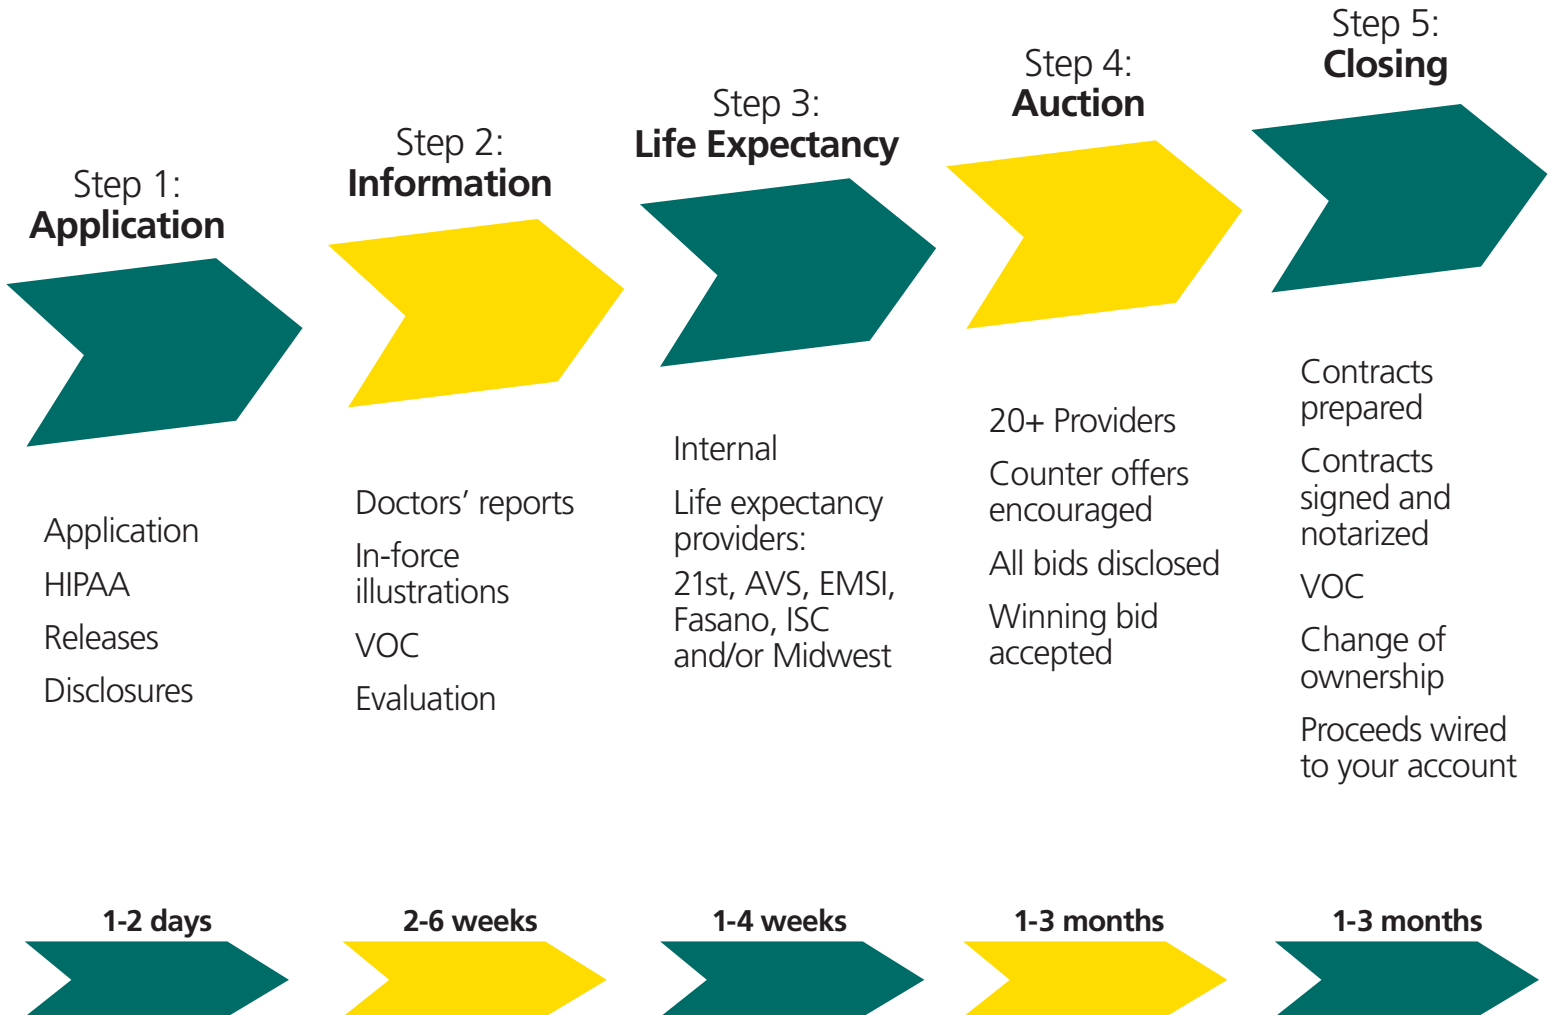 Step 1:
Application
Application
HIPAA
Releases
Disclosures
1-2 days
Step 2:
Information
Doctors’ reports
In-force
illustrations
VOC
Evaluation
2-6 weeks
Step 3:
Life Expectancy
Internal
Life expectancy
providers:
21st, AVS, EMSI,
Fasano, ISC
and/or Midwest
1-4 weeks
Step 4:
Auction
20+ Providers
Counter offers
encouraged
All bids disclosed
Winning bid
accepted
1-3 months
Step 5:
Closing
Contracts
prepared
Contracts
signed and
notarized
VOC
Change of
ownership
Proceeds wired
to your account
1-3 months